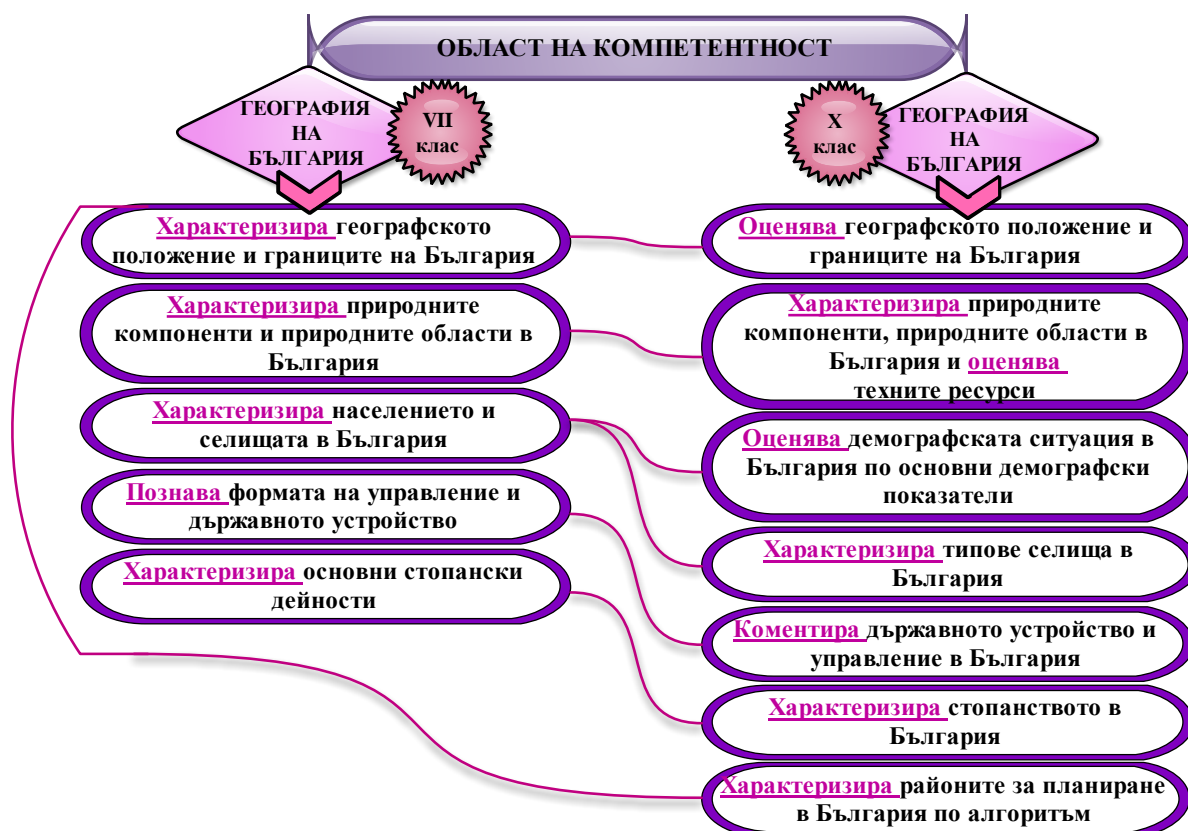 ОБЛАСТ НА КОМПЕТЕНТНОСТ
ГЕОГРАФИЯ
НА
БЪЛГАРИЯ
VII
клас
Характеризира географското
положение и границите на България
Характеризира природните
компоненти и природните области в
България
Характеризира населението и
селищата в България
Познава формата на управление и
държавното устройство
Характеризира основни стопански
дейности
X
клас
ГЕОГРАФИЯ
НА
БЪЛГАРИЯ
Оценява географското положение и
границите на България
Характеризира природните
компоненти, природните области в
България и оценява
техните ресурси
Оценява демографската ситуация в
България по основни демографски
показатели
Характеризира типове селища в
България
Коментира държавното устройство и
управление в България
Характеризира стопанството в
България
Характеризира районите за планиране
в България по алгоритъм